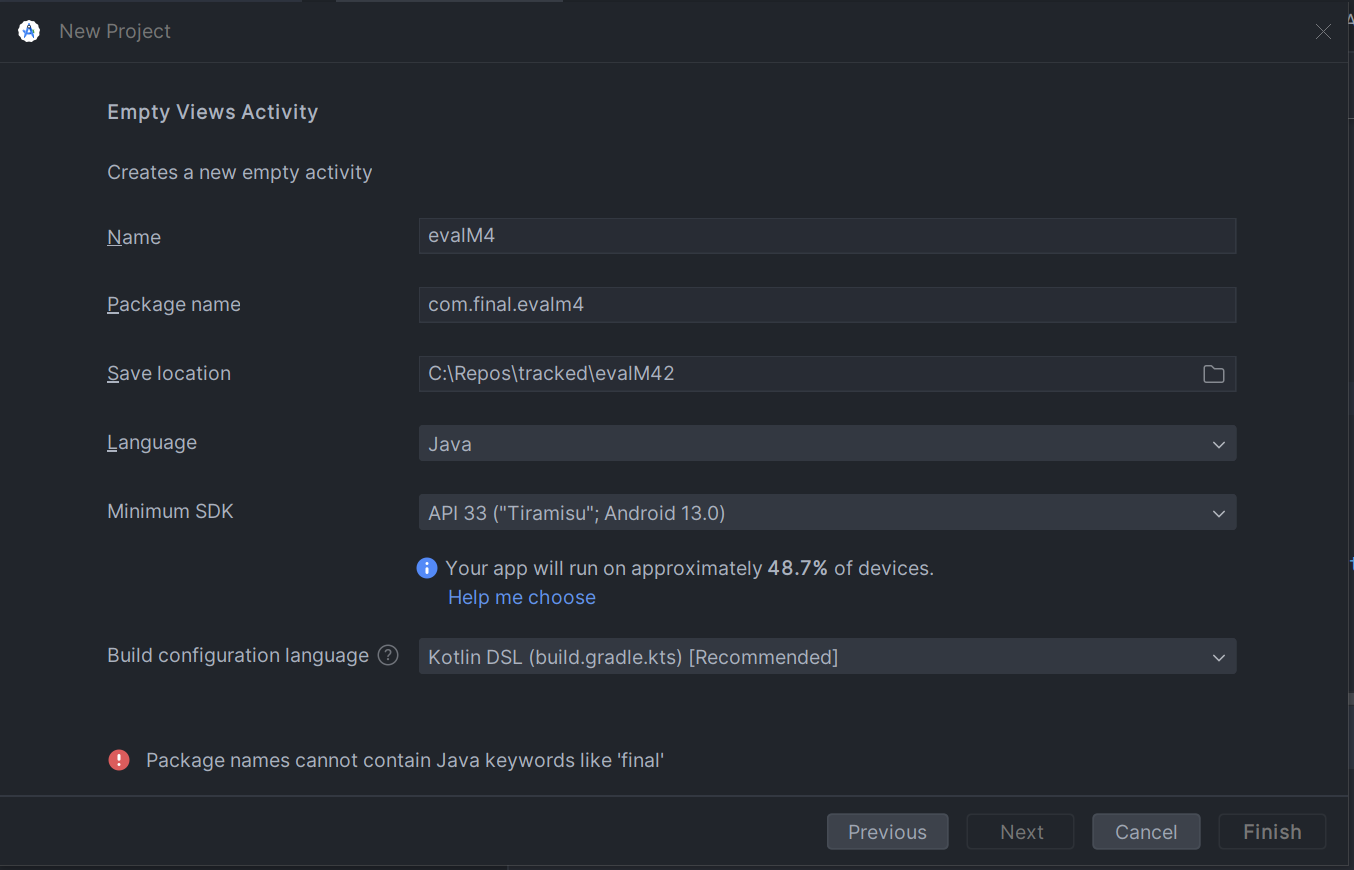 New Project
Empty Views Activity
Creates a new empty activity
Name
evalM4
Package name
com.final.evalm4
Save location
C:\Repos\tracked\evalM42
Language
Java
Minimum SDK
API 33 ("Tiramisu"; Android 13.0)
Your app will run on approximately 48.7% of devices.
Help me choose
Build configuration language ?
Kotlin DSL (build.gradle.kts) [Recommended]
Package names cannot contain Java keywords like 'final'
Previous
Next
Cancel
Finish